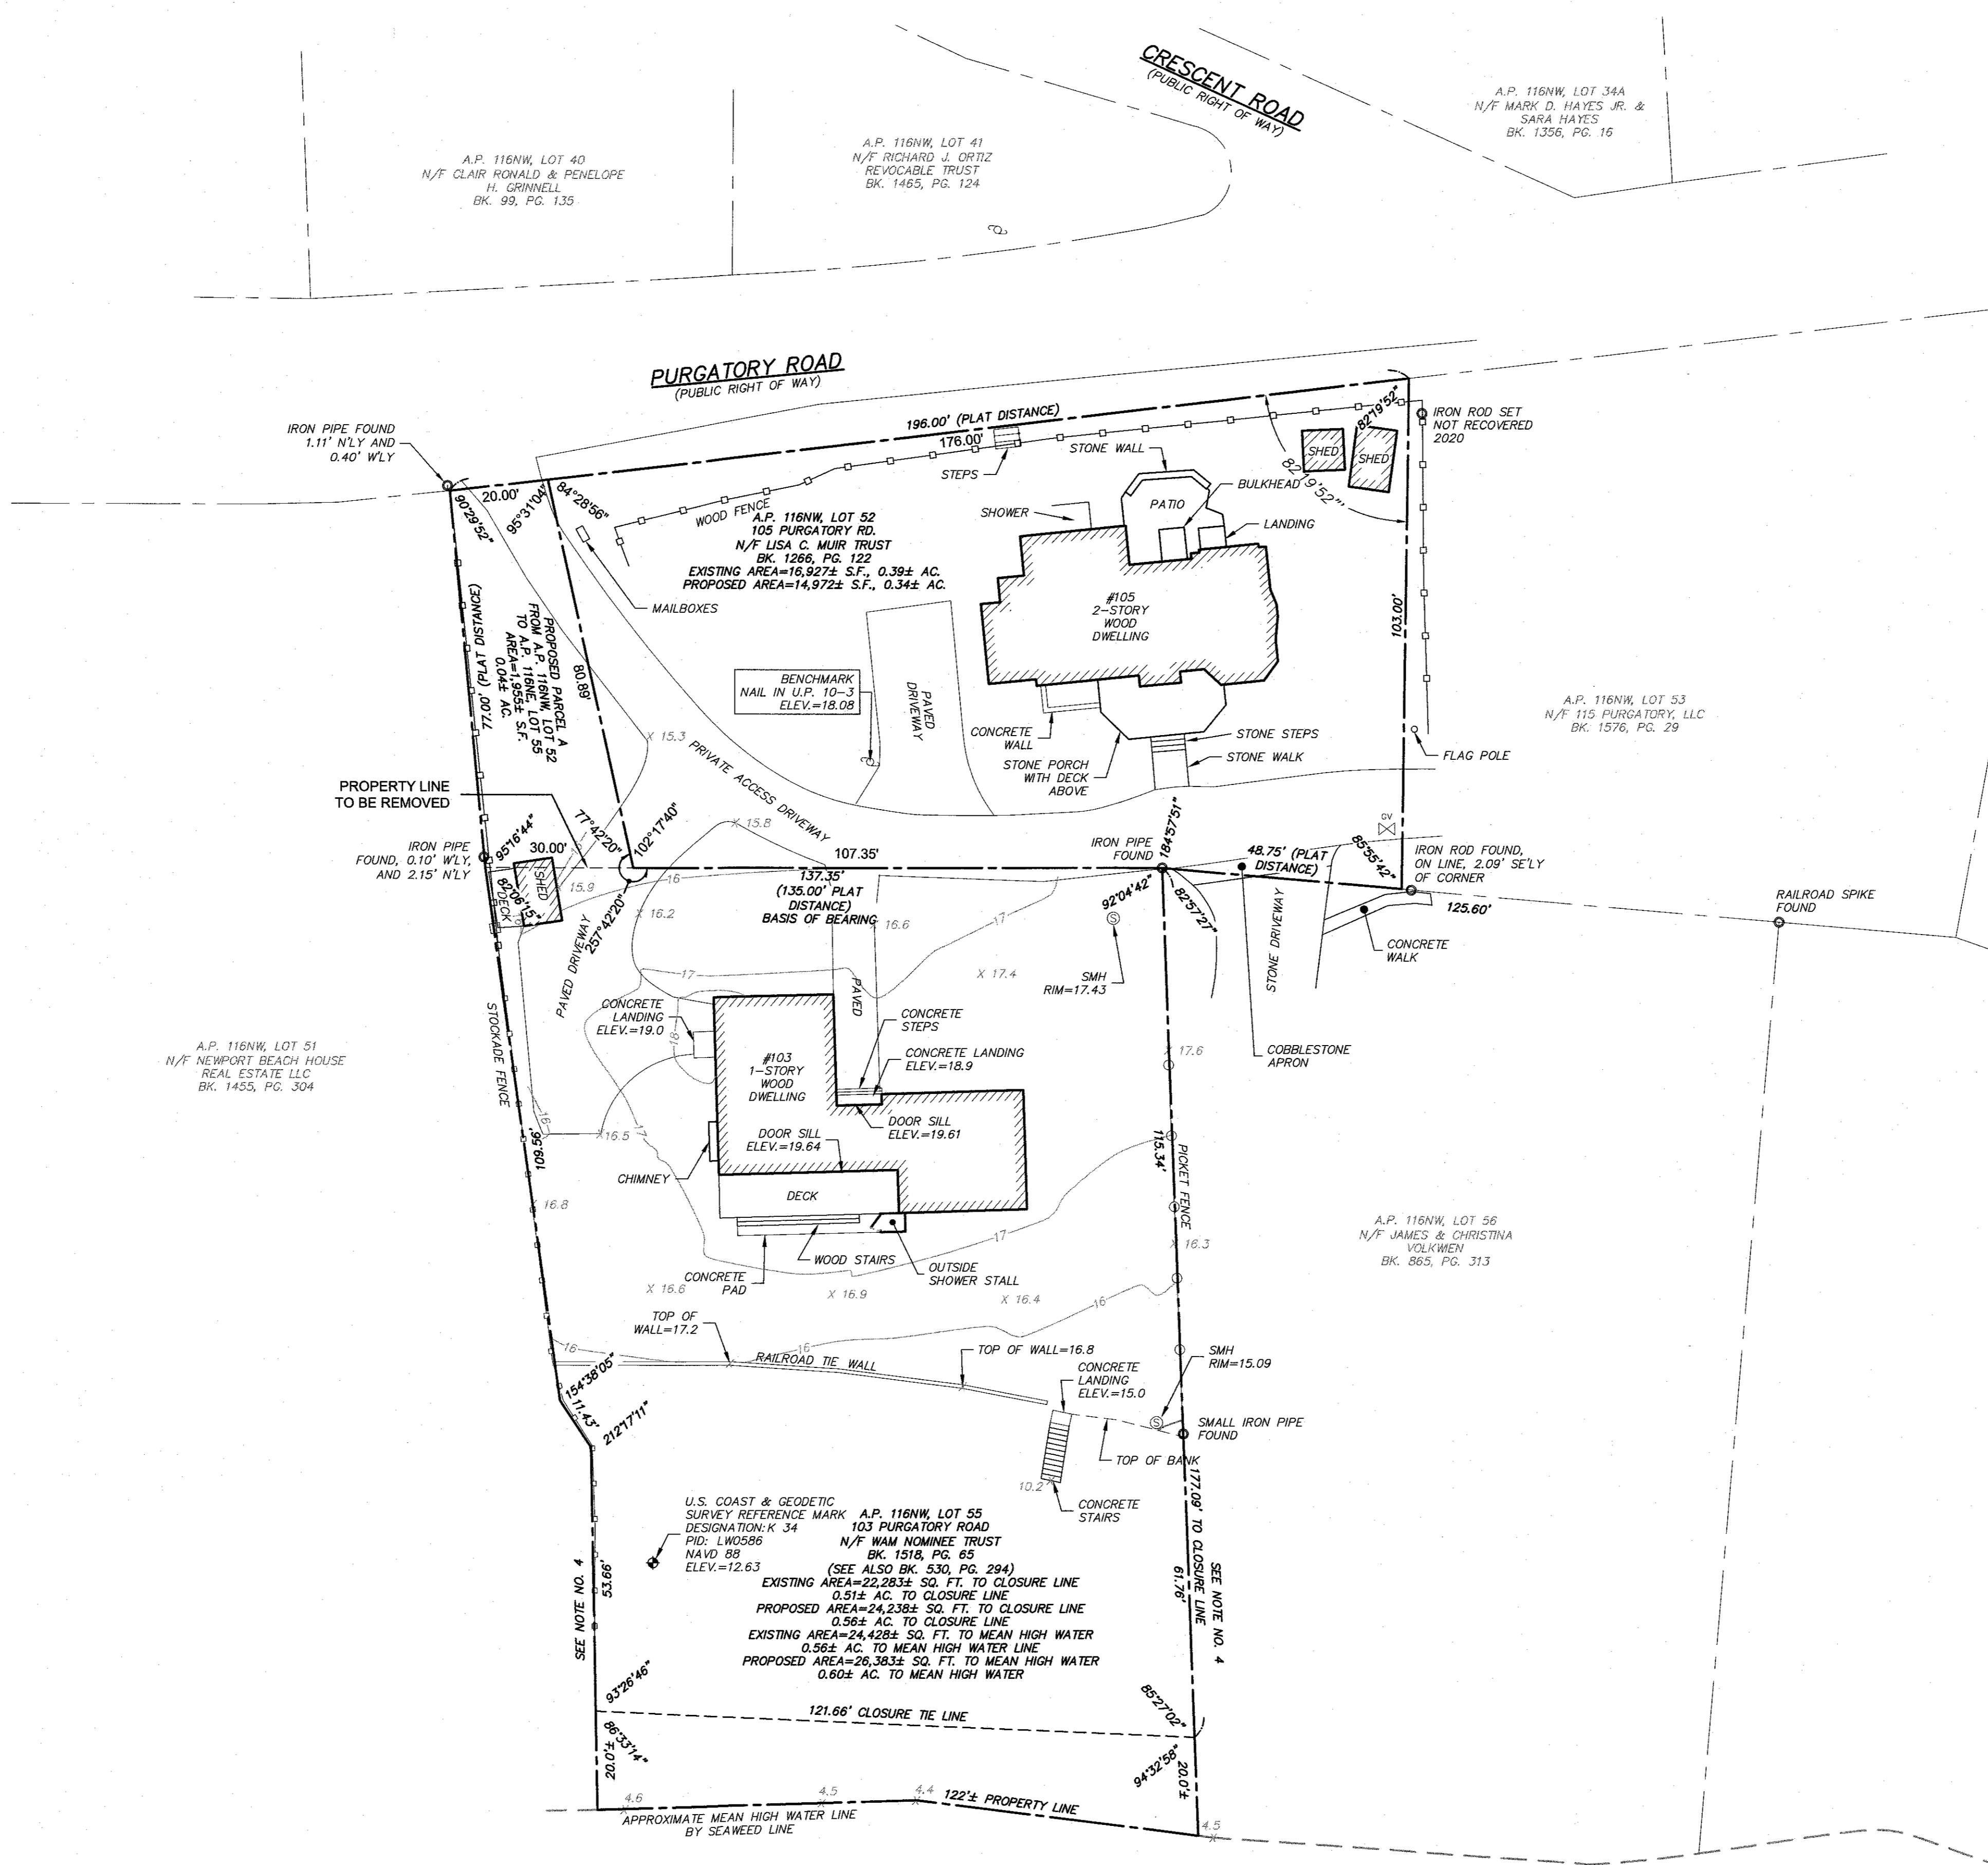 CRESCENT ROAD
(PUBLIC RIGHT OF WAY)
A.P. 116NW, LOT 34A
N/F MARK D. HAYES JR. &
SARA HAYES
BK. 1356, PG. 16
A.P. 116NW, LOT 40
N/F CLAIR RONALD & PENELOPE
H. GRINNELL
BK. 99, PG. 135
A.P. 116NW, LOT 41
N/F RICHARD J. ORTIZ
REVOCABLE TRUST
BK. 1465, PG. 124
PURGATORY ROAD
(PUBLIC RIGHT OF WAY)
IRON PIPE FOUND
1.11' N'LY AND
0.40' W'LY
196.00' (PLAT DISTANCE)
176.00'
STEPS
STONE WALL
82°19'52"
82°19'52"
SHED
SHED
IRON ROD SET
NOT RECOVERED
2020
20.00'
90°29'52"
95°31'04"
84°28'56"
WOOD FENCE
A.P. 116NW, LOT 52
105 PURGATORY RD.
N/F LISA C. MUIR TRUST
BK. 1266, PG. 122
EXISTING AREA=16,927± S.F., 0.39± AC.
PROPOSED AREA=14,972± S.F., 0.34± AC.
SHOWER
PATIO
BULKHEAD
LANDING
MAILBOXES
#105
2-STORY
WOOD
DWELLING
103.00'
77.00' (PLAT DISTANCE)
PROPOSED PARCEL A
FROM A.P. 116NW, LOT 52
TO A.P. 116NE, LOT 55
AREA=1,955± S.F.
0.04± AC.
80.89'
BENCHMARK
NAIL IN U.P. 10-3
ELEV.=18.08
PAVED
DRIVEWAY
CONCRETE
WALL
STONE PORCH
WITH DECK
ABOVE
STONE STEPS
STONE WALK
FLAG POLE
A.P. 116NW, LOT 53
N/F 115 PURGATORY, LLC
BK. 1576, PG. 29
X 15.3
PRIVATE ACCESS DRIVEWAY
PROPERTY LINE
TO BE REMOVED
X 15.8
IRON PIPE
FOUND, 0.10' W'LY,
AND 2.15' N'LY
95°16'44"
30.00'
77°42'20"
102°17'40"
107.35'
IRON PIPE
FOUND
184°57'51"
48.75' (PLAT
DISTANCE)
GV
85°55'42"
IRON ROD FOUND,
ON LINE, 2.09' SE'LY
OF CORNER
SHED
DECK
82°06'15"
15.9
16
137.35'
(135.00' PLAT
DISTANCE)
BASIS OF BEARING
257°42'20"
X 16.2
X 16.6
17
92°04'42"
82°57'27"
125.60'
RAILROAD SPIKE
FOUND
CONCRETE
WALK
STONE DRIVEWAY
PAVED DRIVEWAY
17
X 17.4
SMH
RIM=17.43
PAVED
STOCKADE FENCE
CONCRETE
LANDING
ELEV.=19.0
18
CONCRETE
STEPS
CONCRETE LANDING
ELEV.=18.9
#103
1-STORY
WOOD
DWELLING
X 17.6
COBBLESTONE
APRON
A.P. 116NW, LOT 51
N/F NEWPORT BEACH HOUSE
REAL ESTATE LLC
BK. 1455, PG. 304
16
X16.5
17
DOOR SILL
ELEV.=19.61
DOOR SILL
ELEV.=19.64
109.56'
CHIMNEY
DECK
115.34'
PICKET FENCE
X 16.8
17
X 16.3
WOOD STAIRS
OUTSIDE
SHOWER STALL
CONCRETE
PAD
X 16.6
X 16.9
X 16.4
16
A.P. 116NW, LOT 56
N/F JAMES & CHRISTINA
VOLKWIEN
BK. 865, PG. 313
TOP OF
WALL=17.2
16
16
RAILROAD TIE WALL
TOP OF WALL=16.8
CONCRETE
LANDING
ELEV.=15.0
SMH
RIM=15.09
154°38'05"
11.43'
212°17'11"
SMALL IRON PIPE
FOUND
TOP OF BANK
10.2
CONCRETE
STAIRS
U.S. COAST & GEODETIC
SURVEY REFERENCE MARK
DESIGNATION: K 34
PID: LW0586
NAVD 88
ELEV.=12.63
A.P. 116NW, LOT 55
103 PURGATORY ROAD
N/F WAM NOMINEE TRUST
BK. 1518, PG. 65
(SEE ALSO BK. 530, PG. 294)
EXISTING AREA=22,283± SQ. FT. TO CLOSURE LINE
0.51± AC. TO CLOSURE LINE
PROPOSED AREA=24,238± SQ. FT. TO CLOSURE LINE
0.56± AC. TO CLOSURE LINE
EXISTING AREA=24,428± SQ. FT. TO MEAN HIGH WATER
0.56± AC. TO MEAN HIGH WATER LINE
PROPOSED AREA=26,383± SQ. FT. TO MEAN HIGH WATER
0.60± AC. TO MEAN HIGH WATER
SEE NOTE NO. 4
53.66'
177.09' TO CLOSURE LINE
61.76'
SEE NOTE NO. 4
93°26'46"
85°27'02"
121.66' CLOSURE TIE LINE
86°33'14"
20.0'±
94°32'58"
20.0'±
4.6
4.5
4.4
122'± PROPERTY LINE
4.5
APPROXIMATE MEAN HIGH WATER LINE
BY SEAWEED LINE